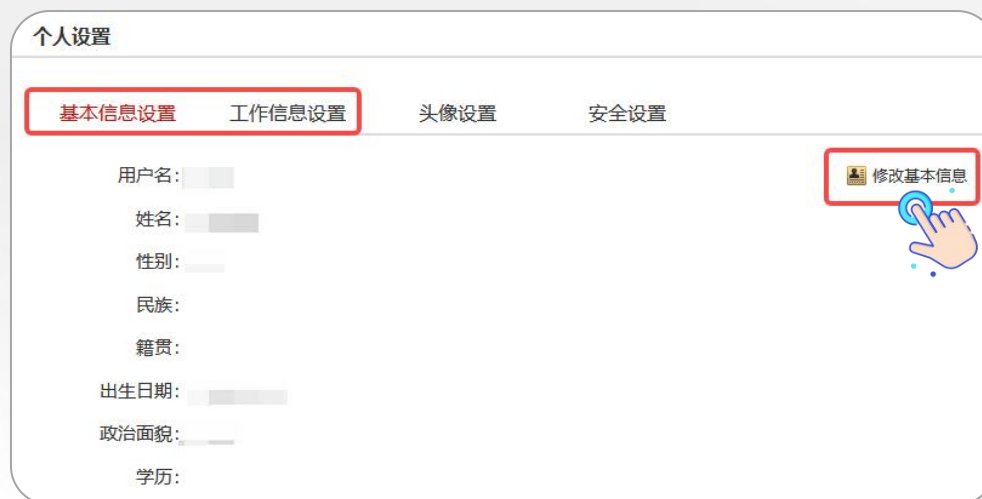 个人设置
基本信息设置 工作信息设置 头像设置 安全设置
用户名: 修改基本信息
姓名:
性别:
民族:
籍贯:
出生日期:
政治面貌:
学历: